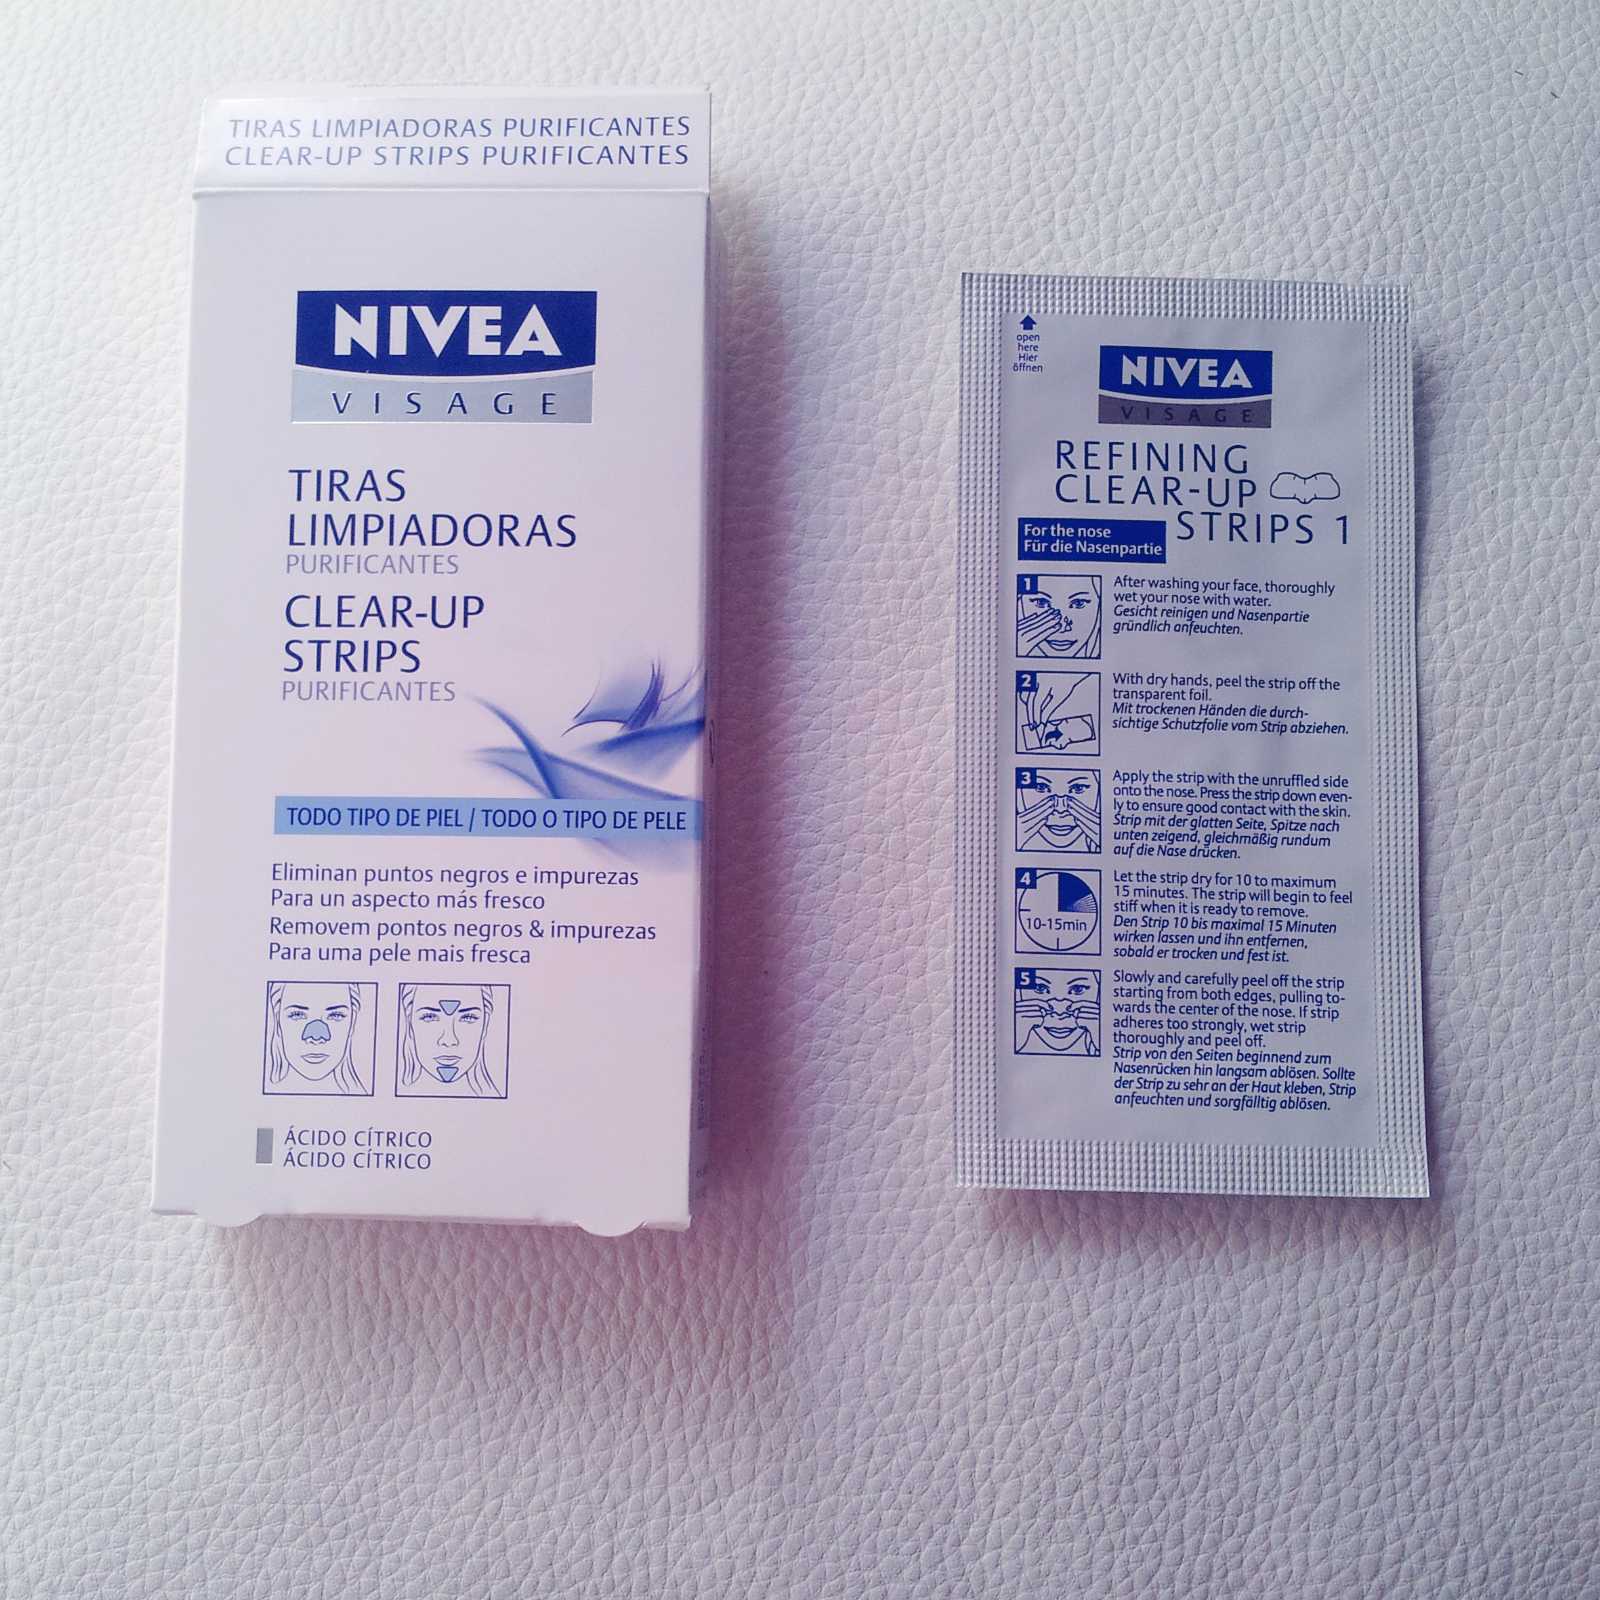 TIRAS LIMPIADORAS PURIFICANTES
CLEAR-UP STRIPS PURIFICANTES
NIVEA
VISAGE
TIRAS
LIMPIADORAS
PURIFICANTES
CLEAR-UP
STRIPS
PURIFICANTES
TODO TIPO DE PIEL / TODO O TIPO DE PELE
Eliminan puntos negros e impurezas
Para un aspecto más fresco
Removem pontos negros & impurezas
Para uma pele mais fresca
ÁCIDO CÍTRICO
ÁCIDO CÍTRICO
open
here
Hier
öffnen
NIVEA
VISAGE
REFINING
CLEAR-UP
STRIPS 1
For the nose
Für die Nasenpartie
1
After washing your face, thoroughly
wet your nose with water.
Gesicht reinigen und Nasenpartie
gründlich anfeuchten.
2
With dry hands, peel the strip off the
transparent foil.
Mit trockenen Händen die durch-
sichtige Schutzfolie vom Strip abziehen.
3
Apply the strip with the unruffled side
onto the nose. Press the strip down even-
ly to ensure good contact with the skin.
Strip mit der glatten Seite, Spitze nach
unten zeigend, gleichmäßig rundum
auf die Nase drücken.
4
10-15min
Let the strip dry for 10 to maximum
15 minutes. The strip will begin to feel
stiff when it is ready to remove.
Den Strip 10 bis maximal 15 Minuten
wirken lassen und ihn entfernen,
sobald er trocken und fest ist.
5
Slowly and carefully peel off the strip
starting from both edges, pulling to-
wards the center of the nose. If strip
adheres too strongly, wet strip
thoroughly and peel off.
Strip von den Seiten beginnend zum
Nasenrücken hin langsam ablösen. Sollte
der Strip zu sehr an der Haut kleben, Strip
anfeuchten und sorgfälltig ablösen.